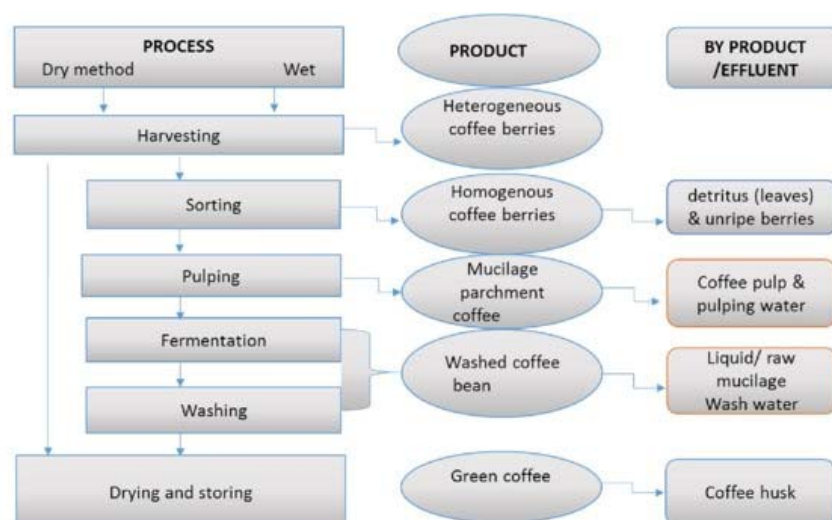 PROCESS
Dry method Wet
PRODUCT
BY PRODUCT
/EFFLUENT
Harvesting
Heterogeneous
coffee berries
Sorting
Homogenous
coffee berries
detritus (leaves)
& unripe berries
Pulping
Mucilage
parchment
coffee
Coffee pulp &
pulping water
Fermentation
Washing
Washed coffee
bean
Liquid/ raw
mucilage
Wash water
Drying and storing
Green coffee
Coffee husk